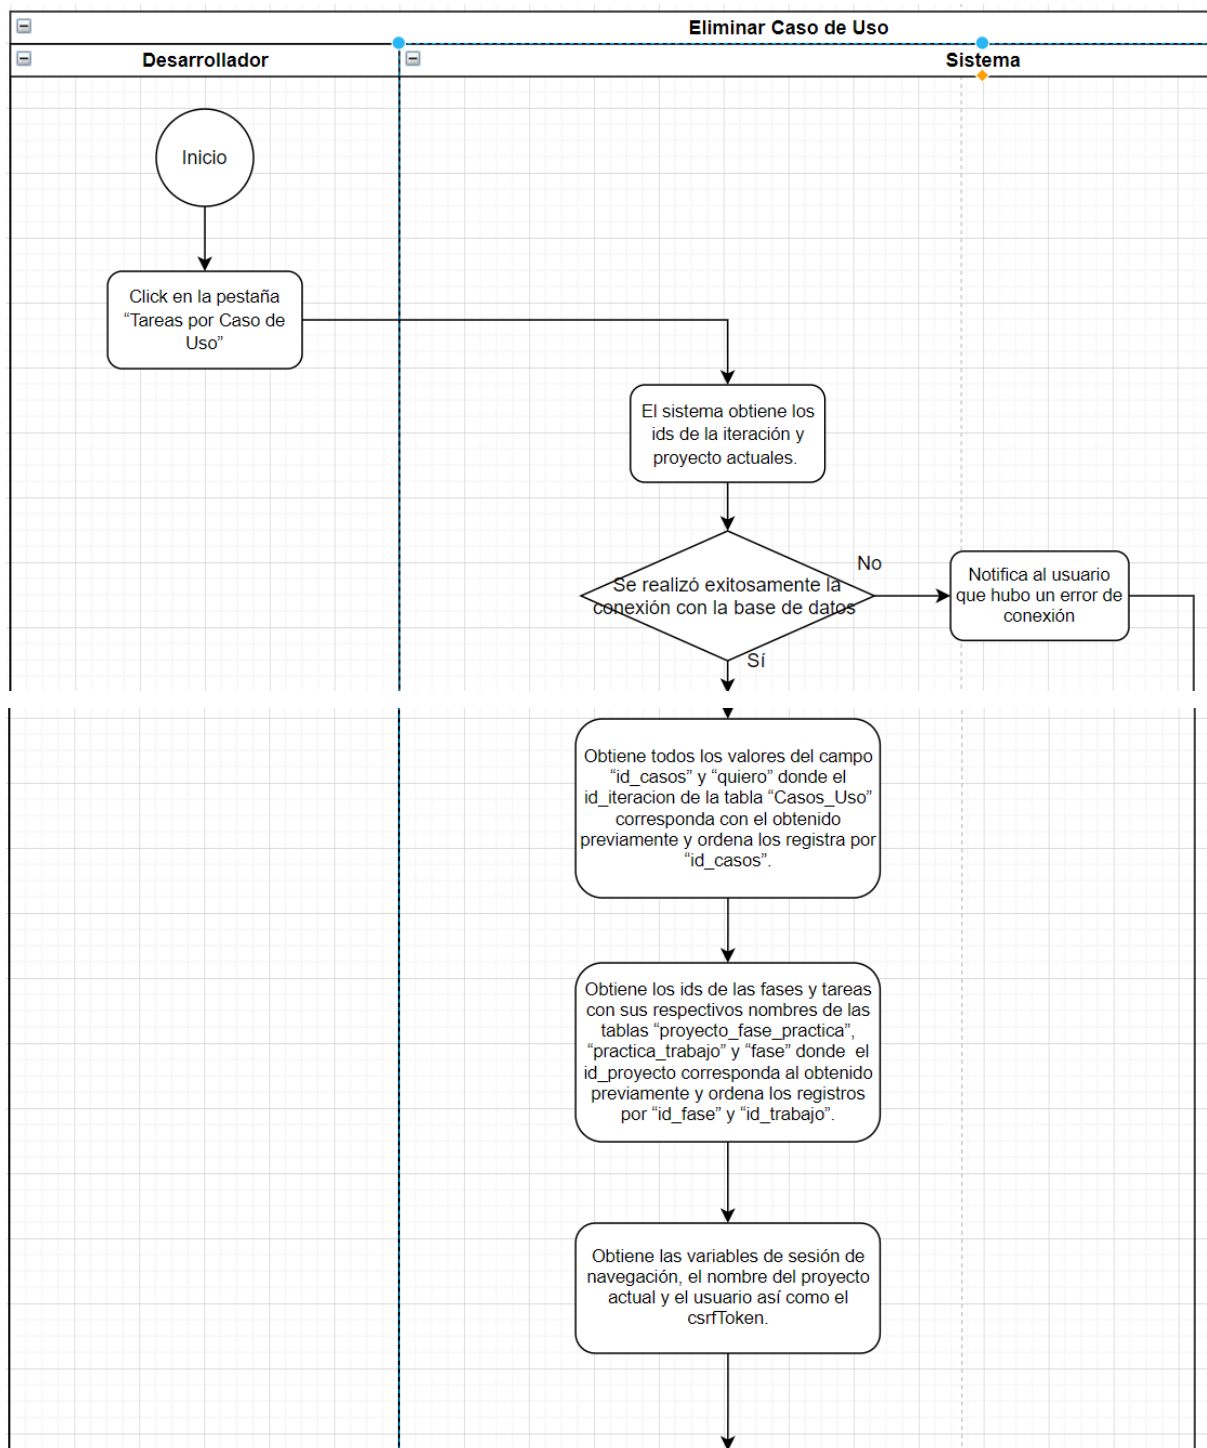 Eliminar Caso de Uso
Desarrollador
Sistema
Inicio
Click en la pestaña
“Tareas por Caso de
Uso”
El sistema obtiene los
ids de la iteración y
proyecto actuales.
Se realizó exitosamente la
conexión con la base de datos
No
Notifica al usuario
que hubo un error de
conexión
Sí
Obtiene todos los valores del campo
“id_casos” y “quiero” donde el
id_iteracion de la tabla “Casos_Uso”
corresponda con el obtenido
previamente y ordena los registra por
“id_casos”.
Obtiene los ids de las fases y tareas
con sus respectivos nombres de las
tablas “proyecto_fase_practica”,
“practica_trabajo” y “fase” donde el
id_proyecto corresponda al obtenido
previamente y ordena los registros
por “id_fase” y “id_trabajo”.
Obtiene las variables de sesión de
navegación, el nombre del proyecto
actual y el usuario así como el
csrfToken.